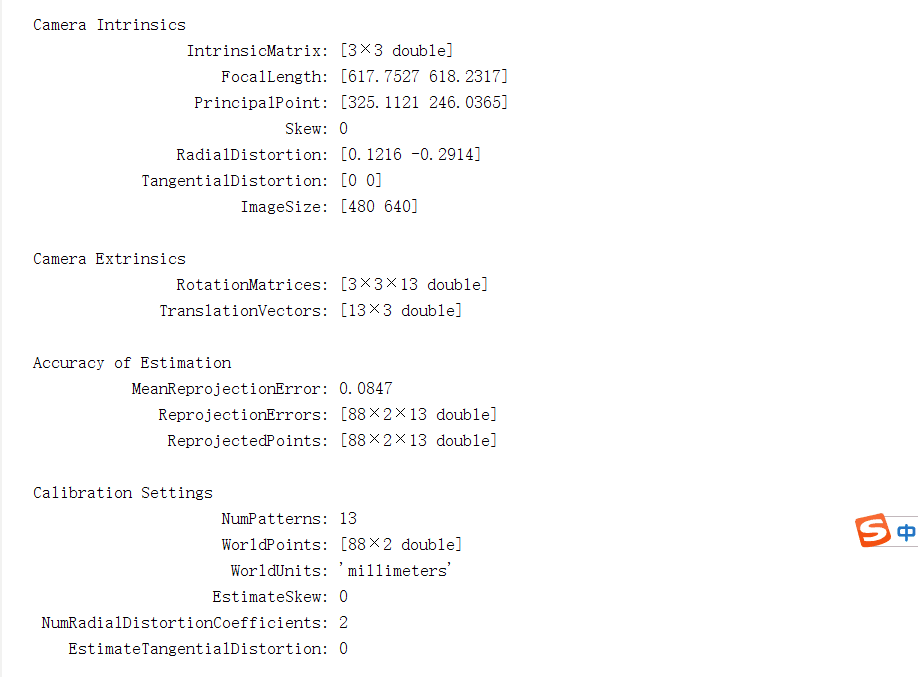 Camera Intrinsics
IntrinsicMatrix: [3×3 double]
FocalLength: [617.7527 618.2317]
PrincipalPoint: [325.1121 246.0365]
Skew: 0
RadialDistortion: [0.1216 -0.2914]
TangentialDistortion: [0 0]
ImageSize: [480 640]
Camera Extrinsics
RotationMatrices: [3×3×13 double]
TranslationVectors: [13×3 double]
Accuracy of Estimation
MeanReprojectionError: 0.0847
ReprojectionErrors: [88×2×13 double]
ReprojectedPoints: [88×2×13 double]
Calibration Settings
NumPatterns: 13
WorldPoints: [88×2 double]
WorldUnits: 'millimeters'
EstimateSkew: 0
NumRadialDistortionCoefficients: 2
EstimateTangentialDistortion: 0
S 中